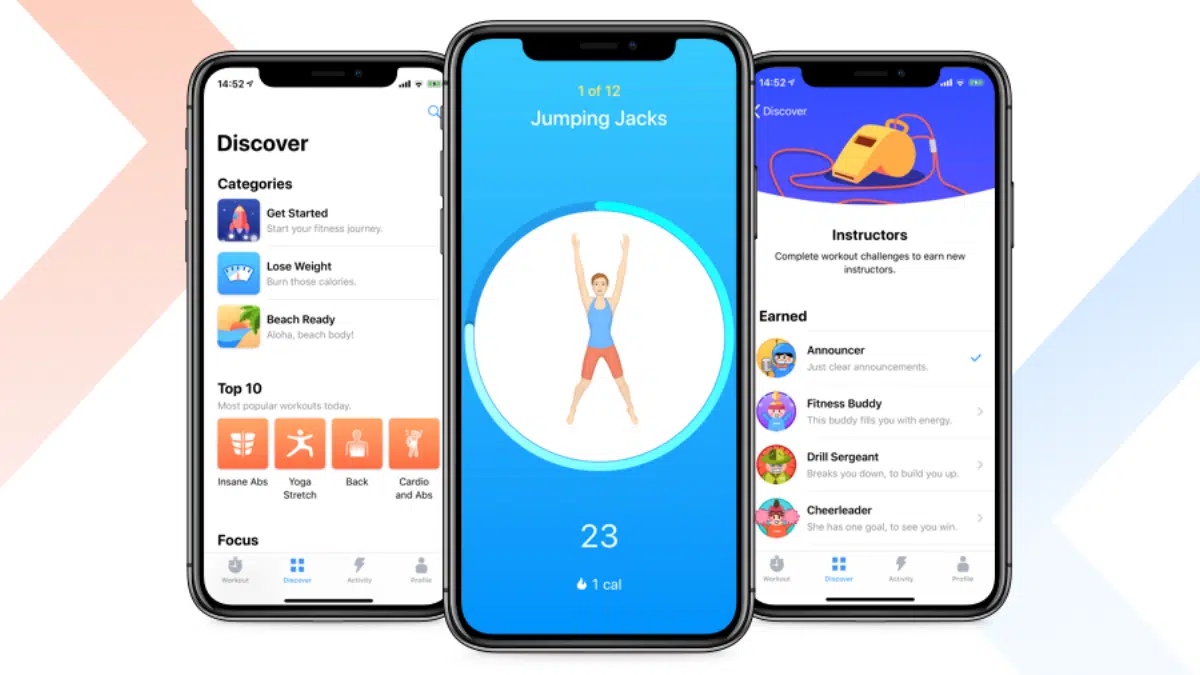 14:52
Discover
Categories
Get Started
Start your fitness journey.
Lose Weight
Burn those calories.
Beach Ready
Aloha, beach body!
Top 10
Most popular workouts today.
Insane Abs
Yoga
Stretch
Back
Cardio
and Abs
Focus
Workout
Discover
Activity
Profile
1 of 12
Jumping Jacks
23
1 cal
14:52
Discover
Instructors
Complete workout challenges to earn new
instructors.
Earned
Announcer
Just clear announcements.
Fitness Buddy
This buddy fills you with energy.
Drill Sergeant
Breaks you down, to build you up.
Cheerleader
She has one goal, to see you win.
Workout
Discover
Activity
Profile